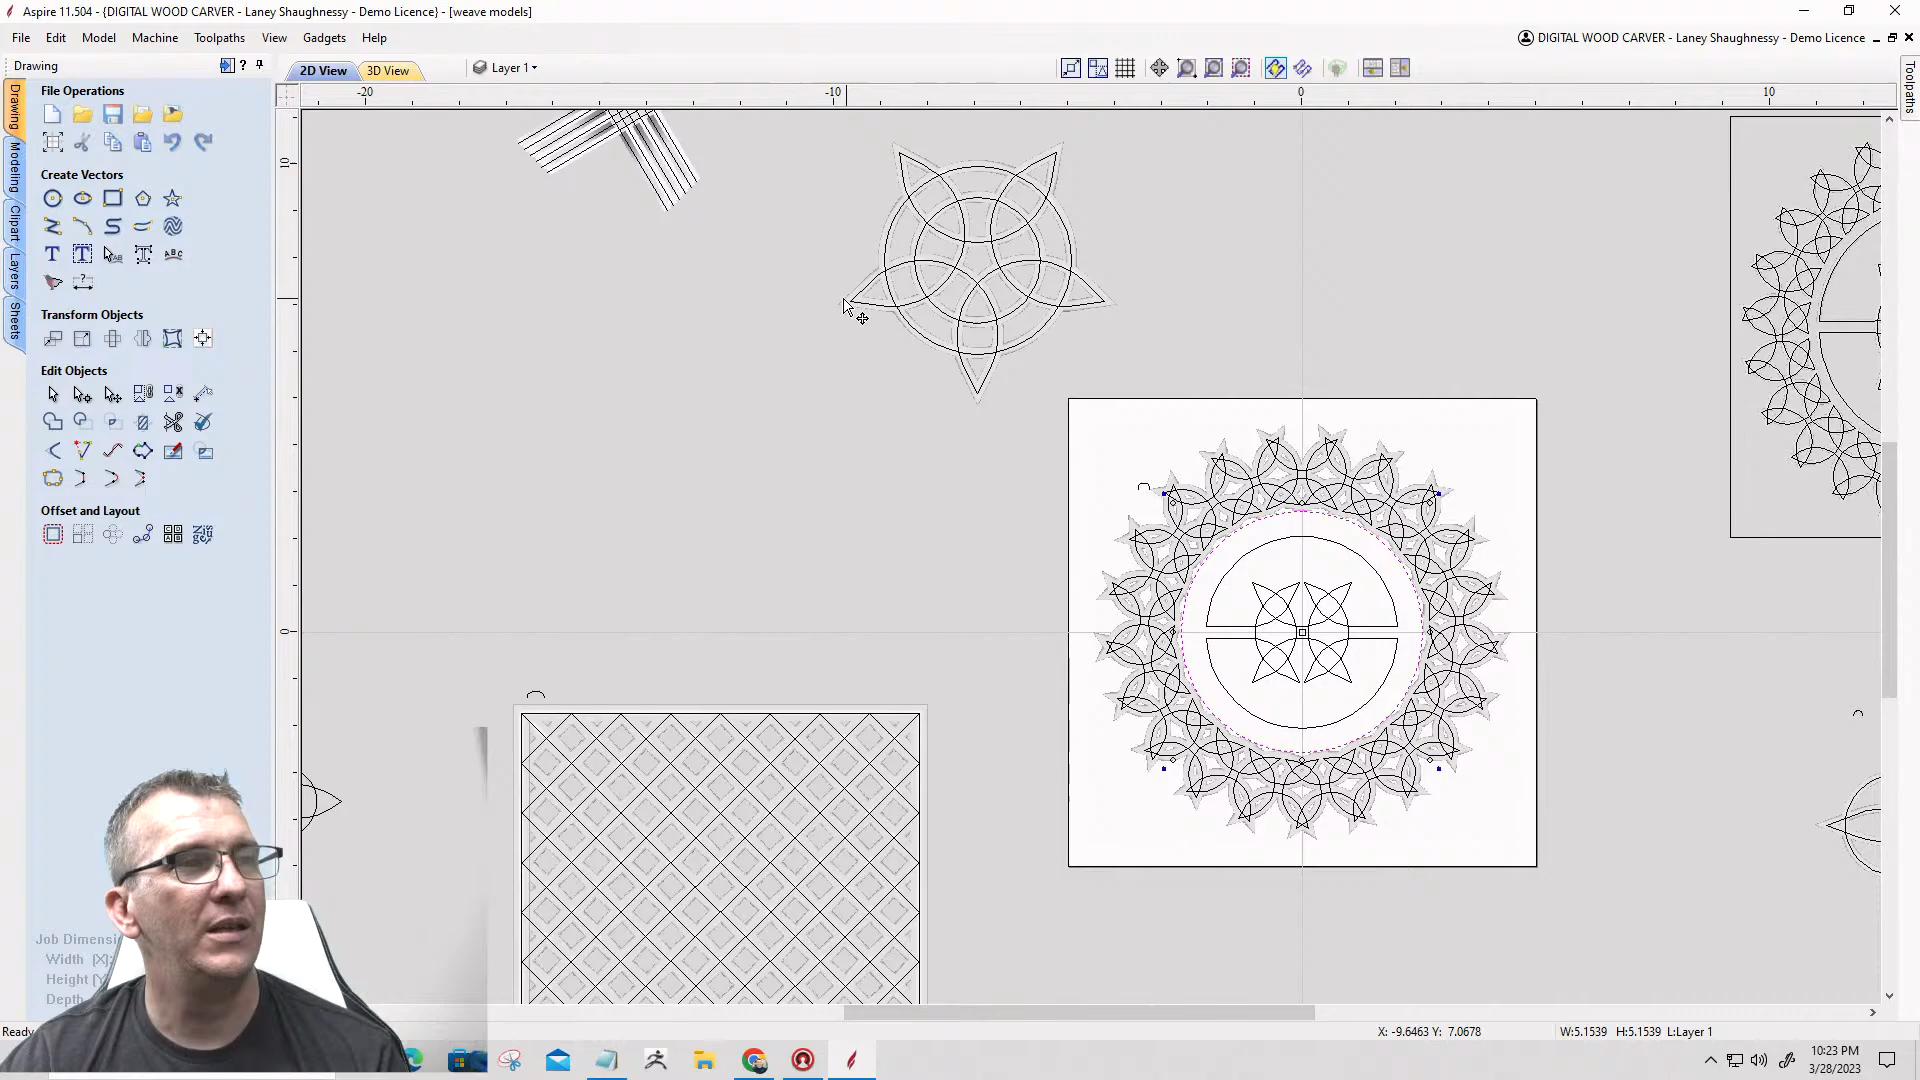 Aspire 11.504 - {DIGITAL WOOD CARVER - Laney Shaughnessy - Demo Licence} - [weave models]
File Edit Model Machine Toolpaths View Gadgets Help
DIGITAL WOOD CARVER - Laney Shaughnessy - Demo Licence
Drawing
2D View
3D View
Layer 1
Toolpaths
-20
-10
0
10
10
0
Drawing
Modeling
Clipart
Layers
Sheets
File Operations
Create Vectors
Transform Objects
Edit Objects
Offset and Layout
Job Dimensi
Width (X):
Height (Y
Depth
Ready
X: -9.6463 Y: 7.0678
W:5.1539 H:5.1539 L:Layer 1
10:23 PM
3/28/2023